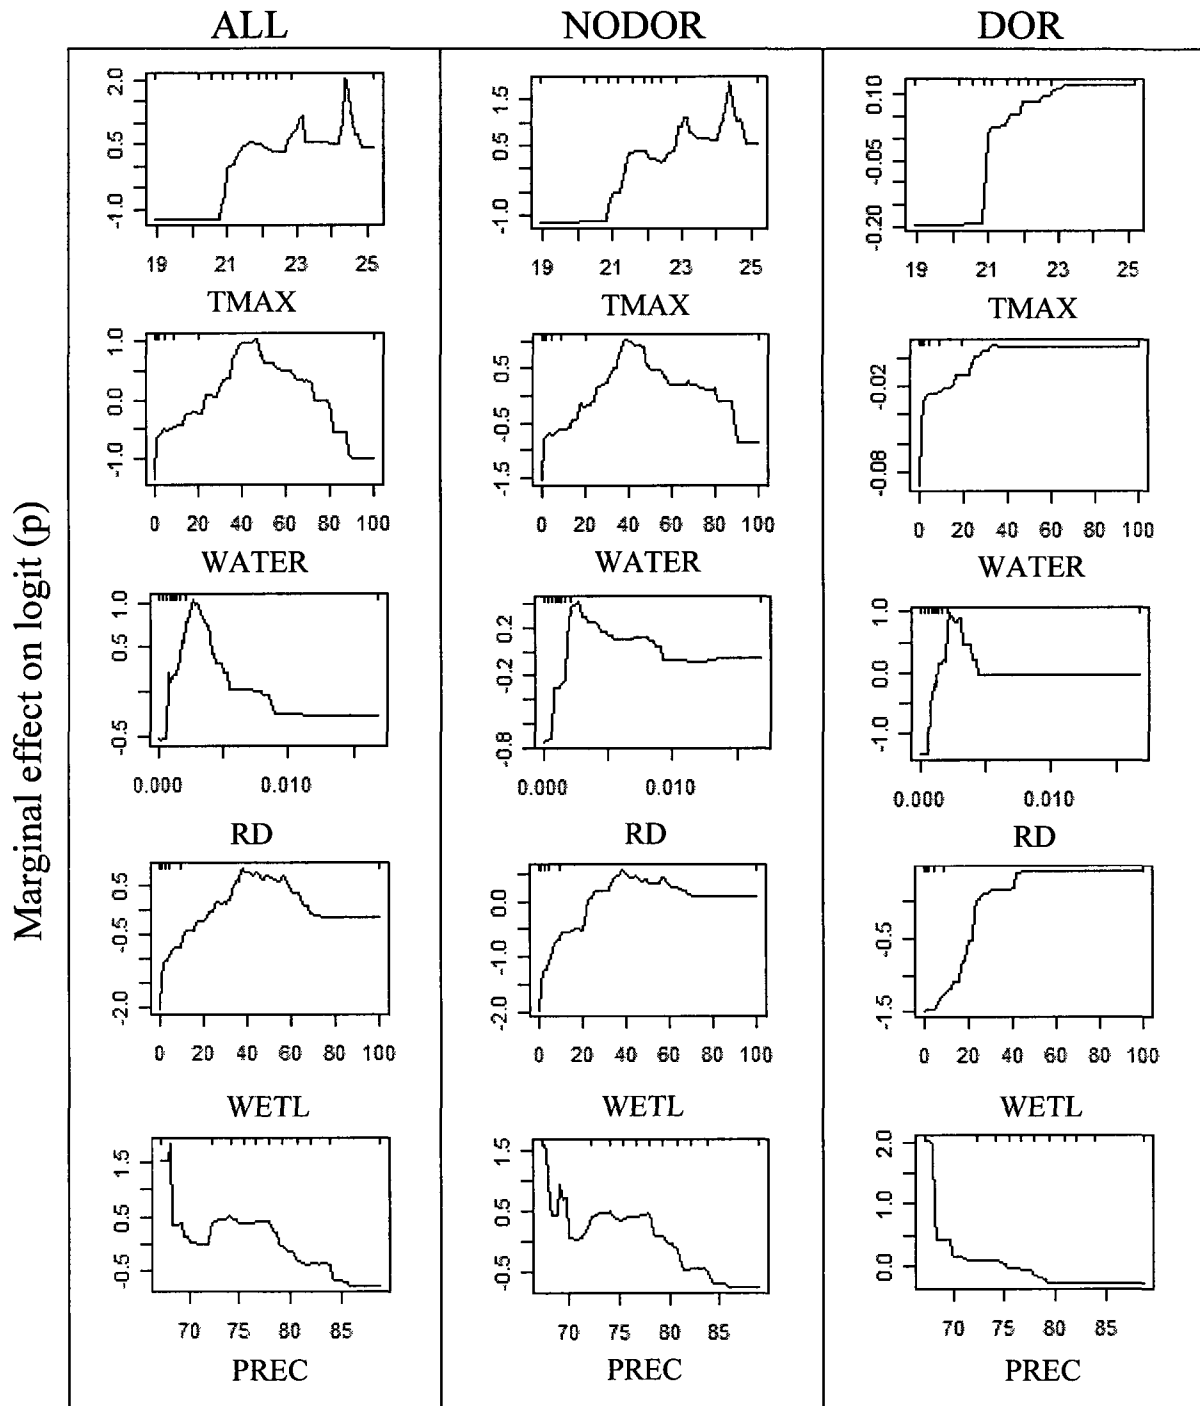 ALL NODOR DOR
Marginal effect on logit (p)
2.0 0.5 -1.0
19 21 23 25
TMAX
1.5 0.5 -1.0
19 21 23 25
TMAX
0.10 -0.05 -0.20
19 21 23 25
TMAX
1.0 0.0 -1.0
0 20 40 60 80 100
WATER
0.5 -0.5 -1.5
0 20 40 60 80 100
WATER
-0.02 -0.08
0 20 40 60 80 100
WATER
1.0 0.5 -0.5
0.000 0.010
RD
0.2 -0.2 -0.8
0.000 0.010
RD
1.0 0.0 -1.0
0.000 0.010
RD
0.5 -0.5 -2.0
0 20 40 60 80 100
WETL
0.0 -1.0 -2.0
0 20 40 60 80 100
WETL
-0.5 -1.5
0 20 40 60 80 100
WETL
1.5 0.5 -0.5
70 75 80 85
PREC
1.5 0.5 -0.5
70 75 80 85
PREC
2.0 1.0 0.0
70 75 80 85
PREC